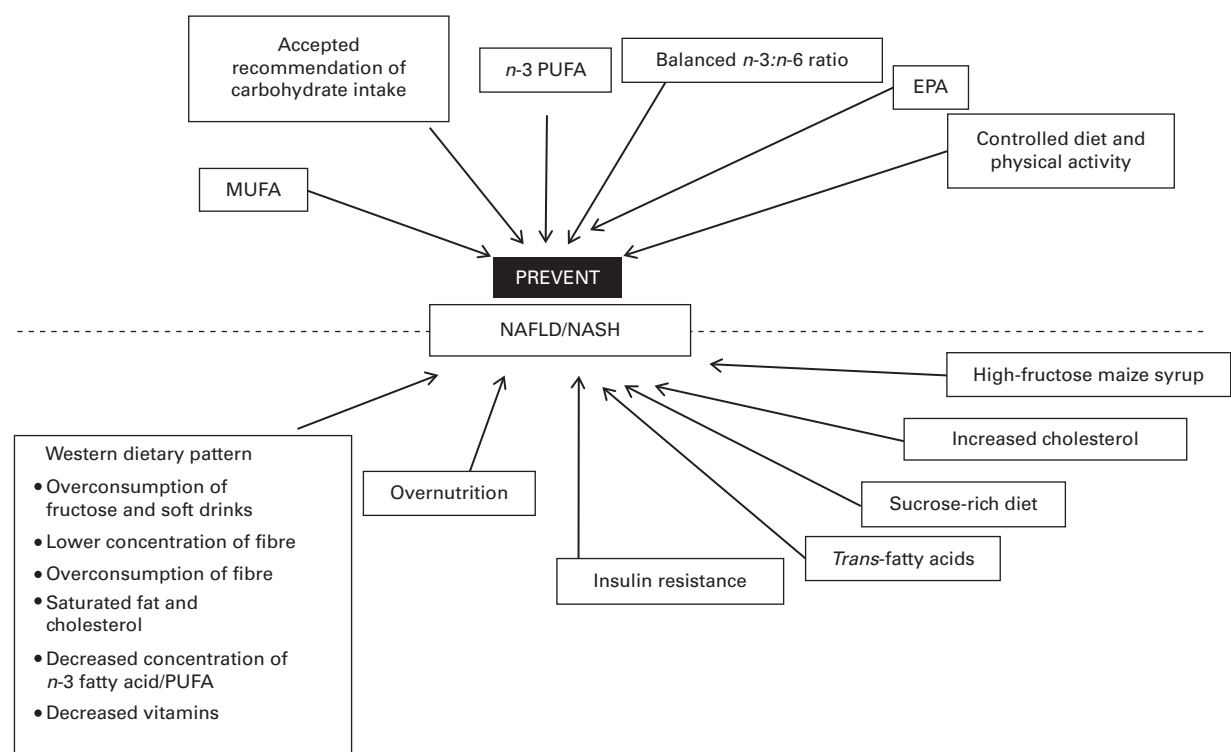 Accepted
recommendation of
carbohydrate intake
n-3 PUFA
Balanced n-3:n-6 ratio
EPA
Controlled diet and
physical activity
MUFA
PREVENT
NAFLD/NASH
High-fructose maize syrup
Increased cholesterol
Sucrose-rich diet
Trans-fatty acids
Insulin resistance
Overnutrition
Western dietary pattern
• Overconsumption of
fructose and soft drinks
• Lower concentration of fibre
• Overconsumption of fibre
• Saturated fat and
cholesterol
• Decreased concentration of
n-3 fatty acid/PUFA
• Decreased vitamins